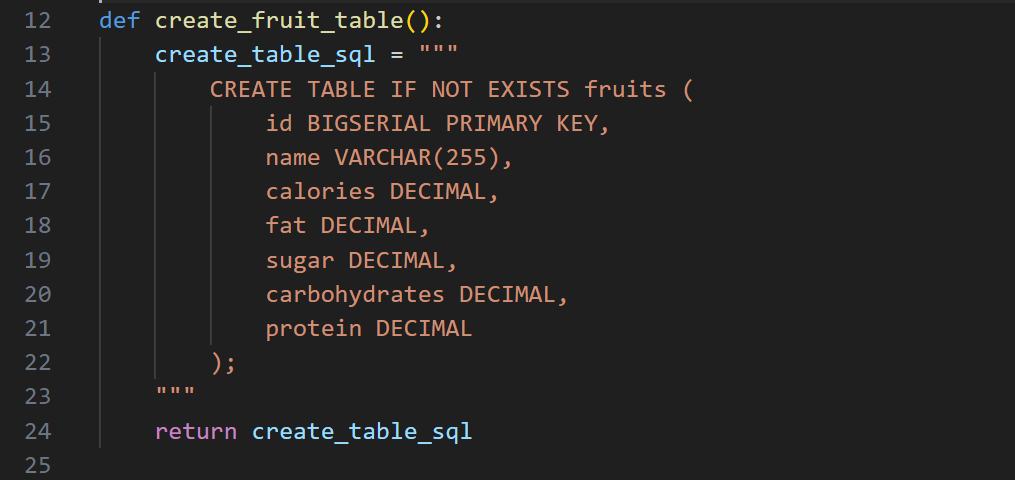 12 def create_fruit_table():
13     create_table_sql = """
14         CREATE TABLE IF NOT EXISTS fruits (
15             id BIGSERIAL PRIMARY KEY,
16             name VARCHAR(255),
17             calories DECIMAL,
18             fat DECIMAL,
19             sugar DECIMAL,
20             carbohydrates DECIMAL,
21             protein DECIMAL
22         );
23     """
24     return create_table_sql
25